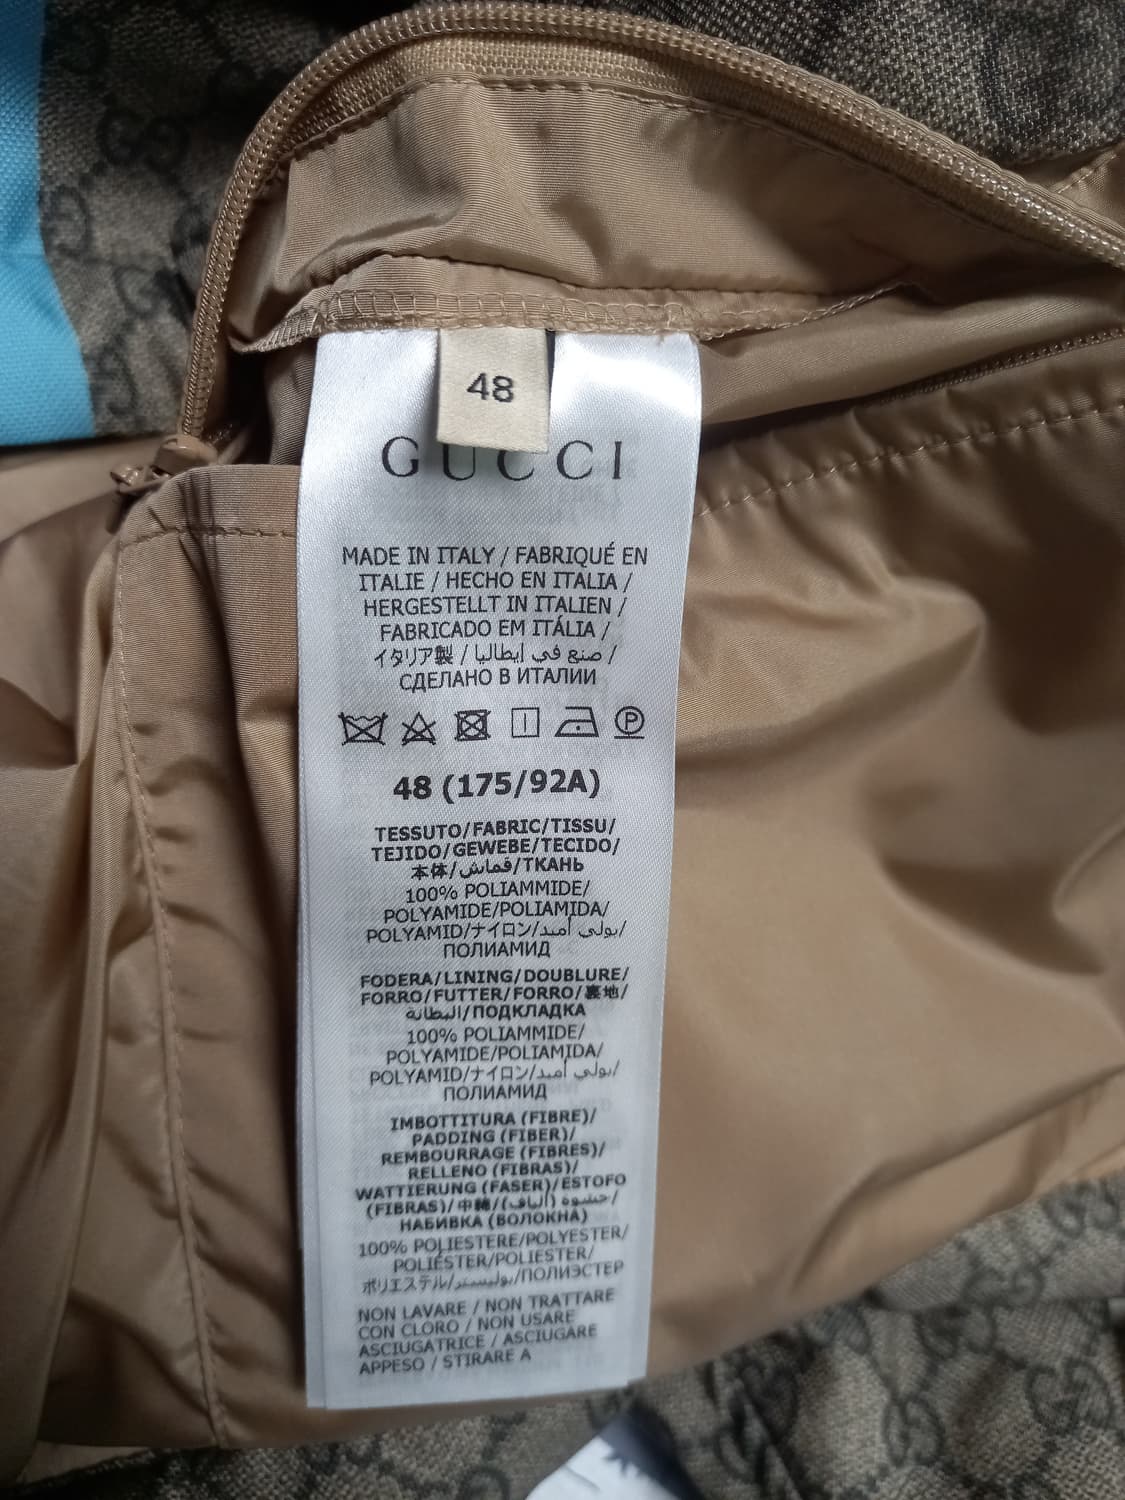 48
GUCCI
MADE IN ITALY / FABRIQUÉ EN
ITALIE / HECHO EN ITALIA /
HERGESTELLT IN ITALIEN /
FABRICADO EM ITÁLIA /
イタリア製 / صنع في إيطاليا /
СДЕЛАНО В ИТАЛИИ
P
48 (175/92A)
TESSUTO/FABRIC/TISSU/
TEJIDO/GEWEBE/TECIDO/
本体/قماش/ТКАНЬ
100% POLIAMMIDE/
POLYAMIDE/POLIAMIDA/
POLYAMID/ナイロン/بولي أميد/
ПОЛИАМИД
FODERA/LINING/DOUBLURE/
FORRO/FUTTER/FORRO/裏地/
البطانة/ПОДКЛАДКА
100% POLIAMMIDE/
POLYAMIDE/POLIAMIDA/
POLYAMID/ナイロン/بولي أميد/
ПОЛИАМИД
IMBOTTITURA (FIBRE)/
PADDING (FIBER)/
REMBOURRAGE (FIBRES)/
RELLENO (FIBRAS)/
WATTIERUNG (FASER)/ESTOFO
(FIBRAS)/中綿/حشوه (ألياف)/
НАБИВКА (ВОЛОКНА)
100% POLIESTERE/POLYESTER/
POLIÉSTER/POLIESTER/
ポリエステル/بوليستر/ПОЛИЭСТЕР
NON LAVARE / NON TRATTARE
CON CLORO / NON USARE
ASCIUGATRICE / ASCIUGARE
APPESO / STIRARE A